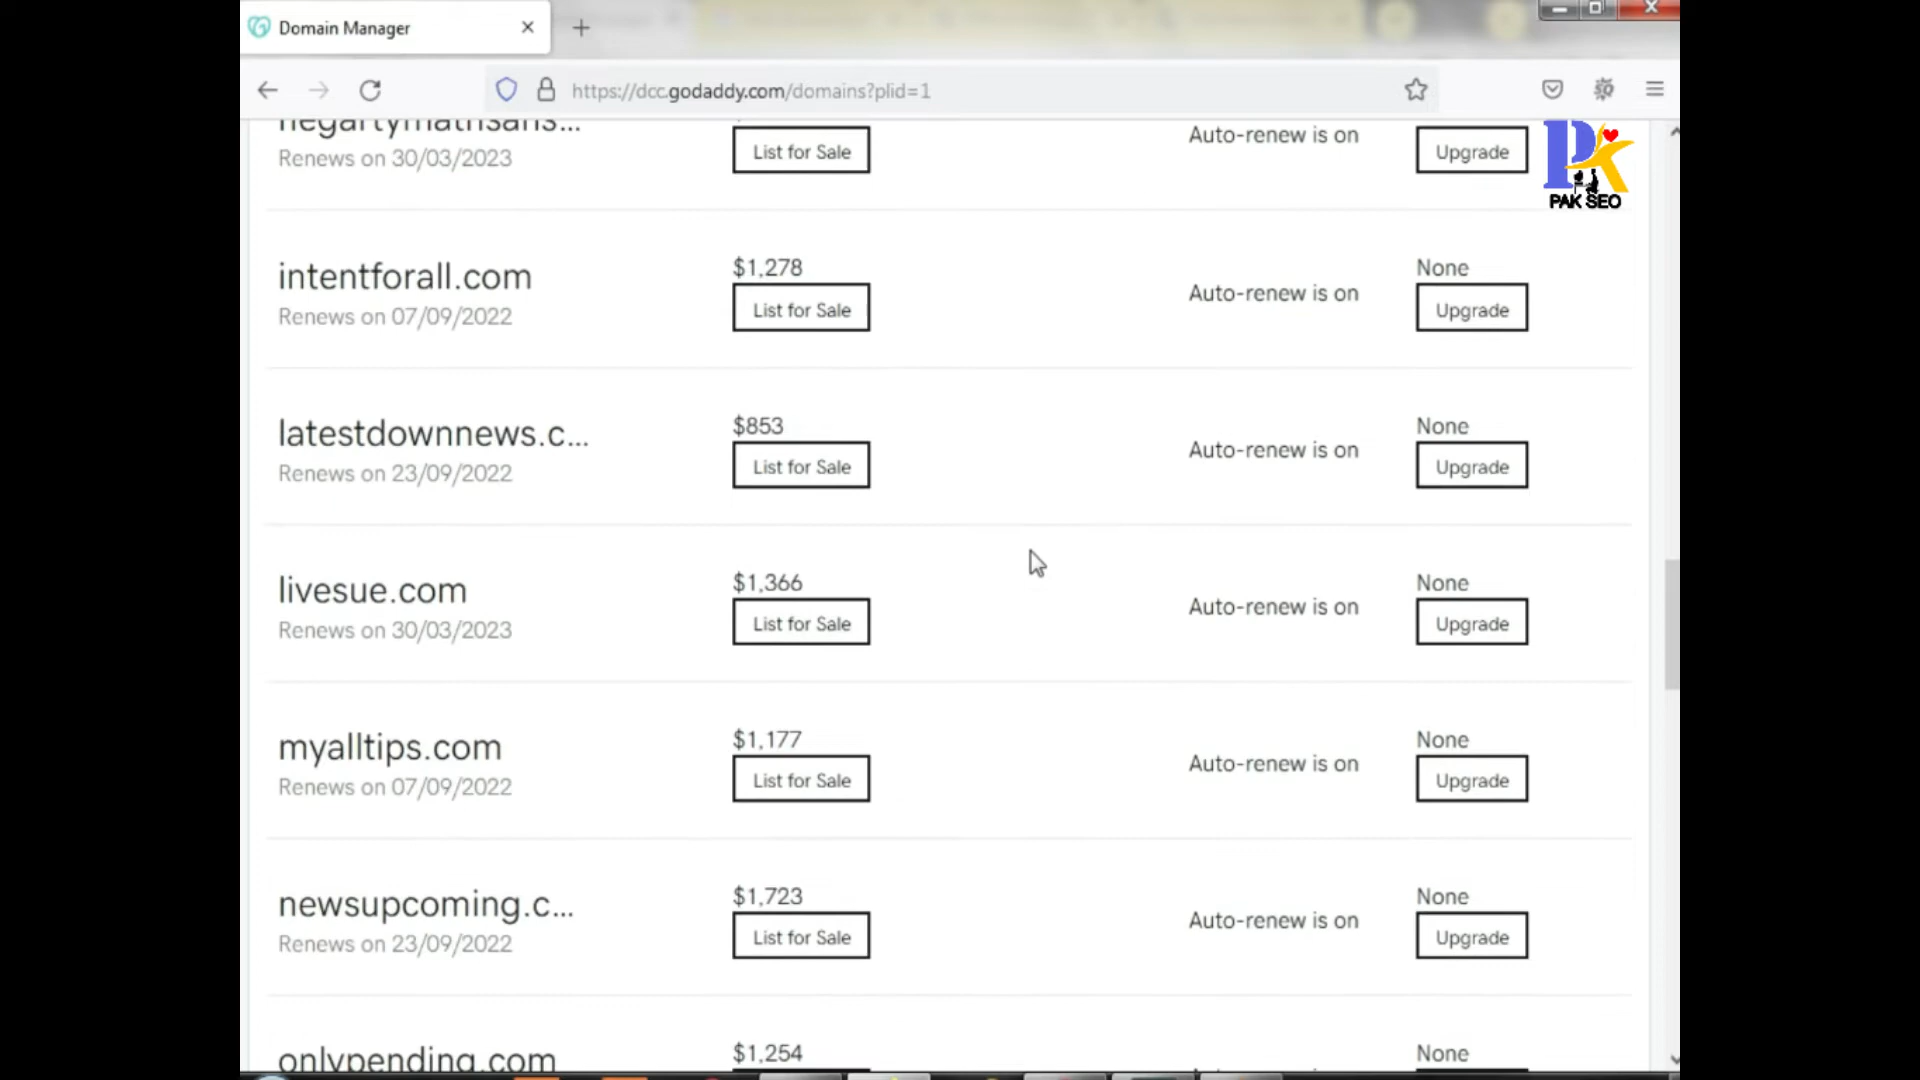 Domain Manager
https://dcc.godaddy.com/domains?plid=1
hegartymathsans...
Renews on 30/03/2023
List for Sale
Auto-renew is on
Upgrade
PK
PAK SEO
intentforall.com
Renews on 07/09/2022
$1,278
List for Sale
Auto-renew is on
None
Upgrade
latestdownnews.c...
Renews on 23/09/2022
$853
List for Sale
Auto-renew is on
None
Upgrade
livesue.com
Renews on 30/03/2023
$1,366
List for Sale
Auto-renew is on
None
Upgrade
myalltips.com
Renews on 07/09/2022
$1,177
List for Sale
Auto-renew is on
None
Upgrade
newsupcoming.c...
Renews on 23/09/2022
$1,723
List for Sale
Auto-renew is on
None
Upgrade
onlypending.com
$1,254
None